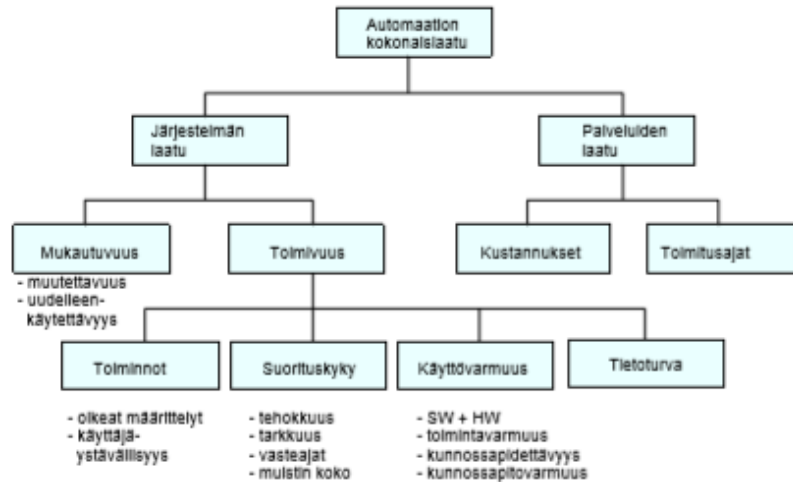 Automaation
kokonaislaatu
Järjestelmän
laatu
Palveluiden
laatu
Mukautuvuus
Toimivuus
Kustannukset
Toimitusajat
- muutettavuus
- uudelleen-
käytettävyys
Toiminnot
Suorituskyky
Käyttövarmuus
Tietoturva
- oikeat määrittelyt
- käyttäjä-
ystävällisyys
- tehokkuus
- tarkkuus
- vasteajat
- muistin koko
- SW + HW
- toimintavarmuus
- kunnossapidettävyys
- kunnossapitovarmuus